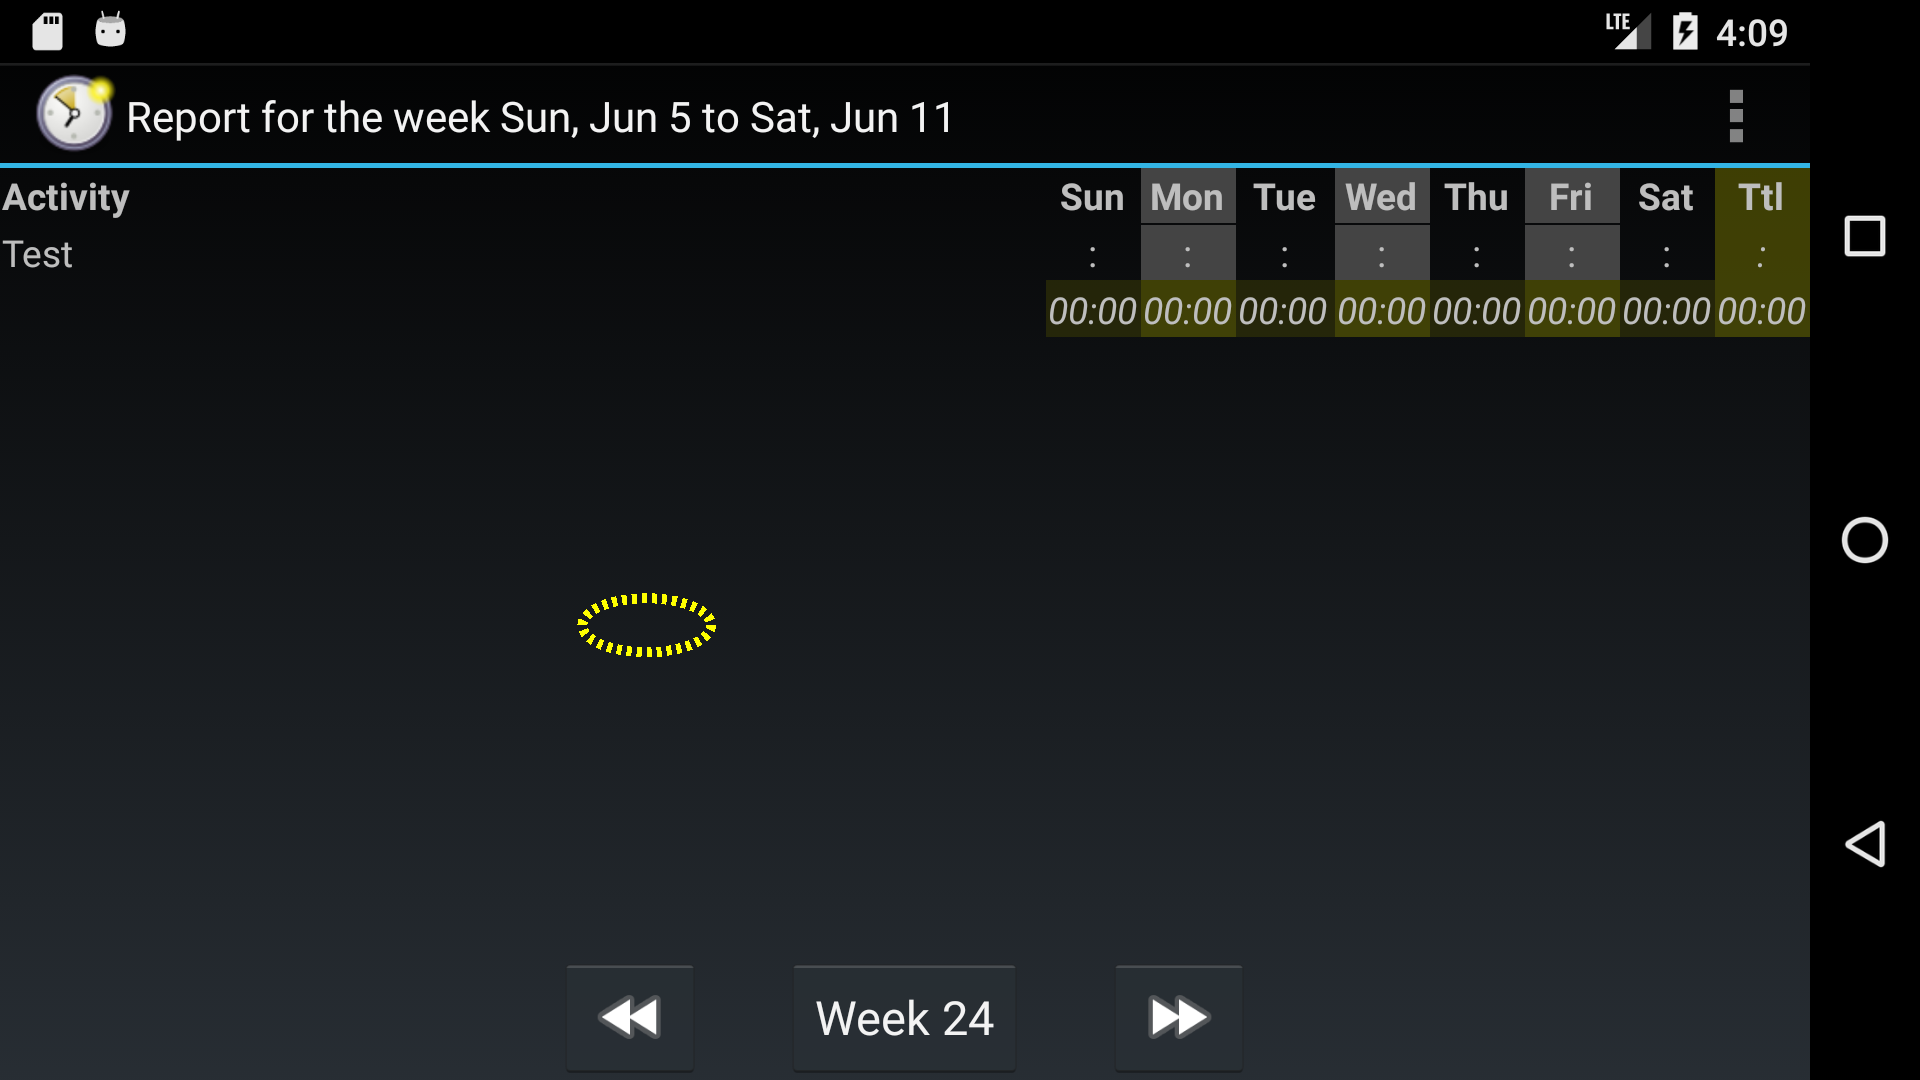 LTE 4:09
Report for the week Sun, Jun 5 to Sat, Jun 11
Activity Sun Mon Tue Wed Thu Fri Sat Ttl
Test : : : : : : : :
00:00 00:00 00:00 00:00 00:00 00:00 00:00 00:00
Week 24